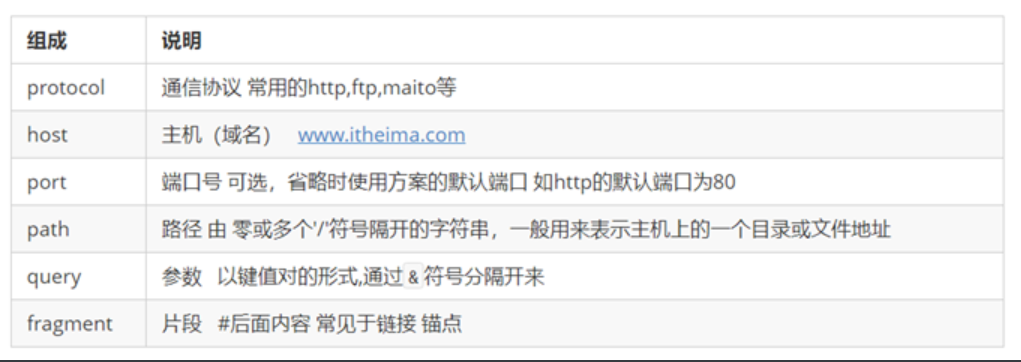 组成 说明
protocol 通信协议 常用的http,ftp,maito等
host 主机（域名） www.itheima.com
port 端口号 可选，省略时使用方案的默认端口 如http的默认端口为80
path 路径 由 零或多个'/'符号隔开的字符串，一般用来表示主机上的一个目录或文件地址
query 参数 以键值对的形式,通过&符号分隔开来
fragment 片段 #后面内容 常见于链接 锚点